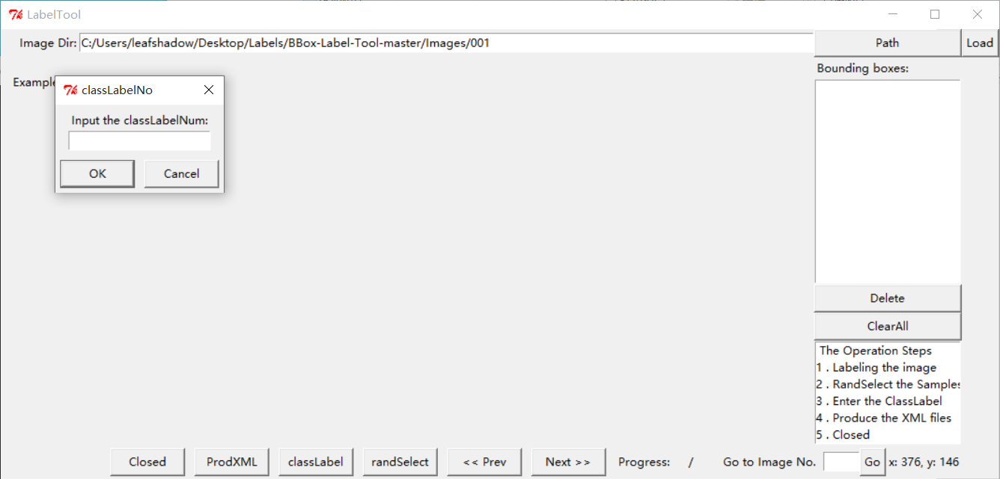 LabelTool
Image Dir: C:/Users/leafshadow/Desktop/Labels/BBox-Label-Tool-master/Images/001 Path Load
Bounding boxes:
classLabelNo
Input the classLabelNum:
OK Cancel
Delete
ClearAll
The Operation Steps
1 . Labeling the image
2 . RandSelect the Samples
3 . Enter the ClassLabel
4 . Produce the XML files
5 . Closed
Closed ProdXML classLabel randSelect << Prev Next >> Progress: / Go to Image No. Go x: 376, y: 146